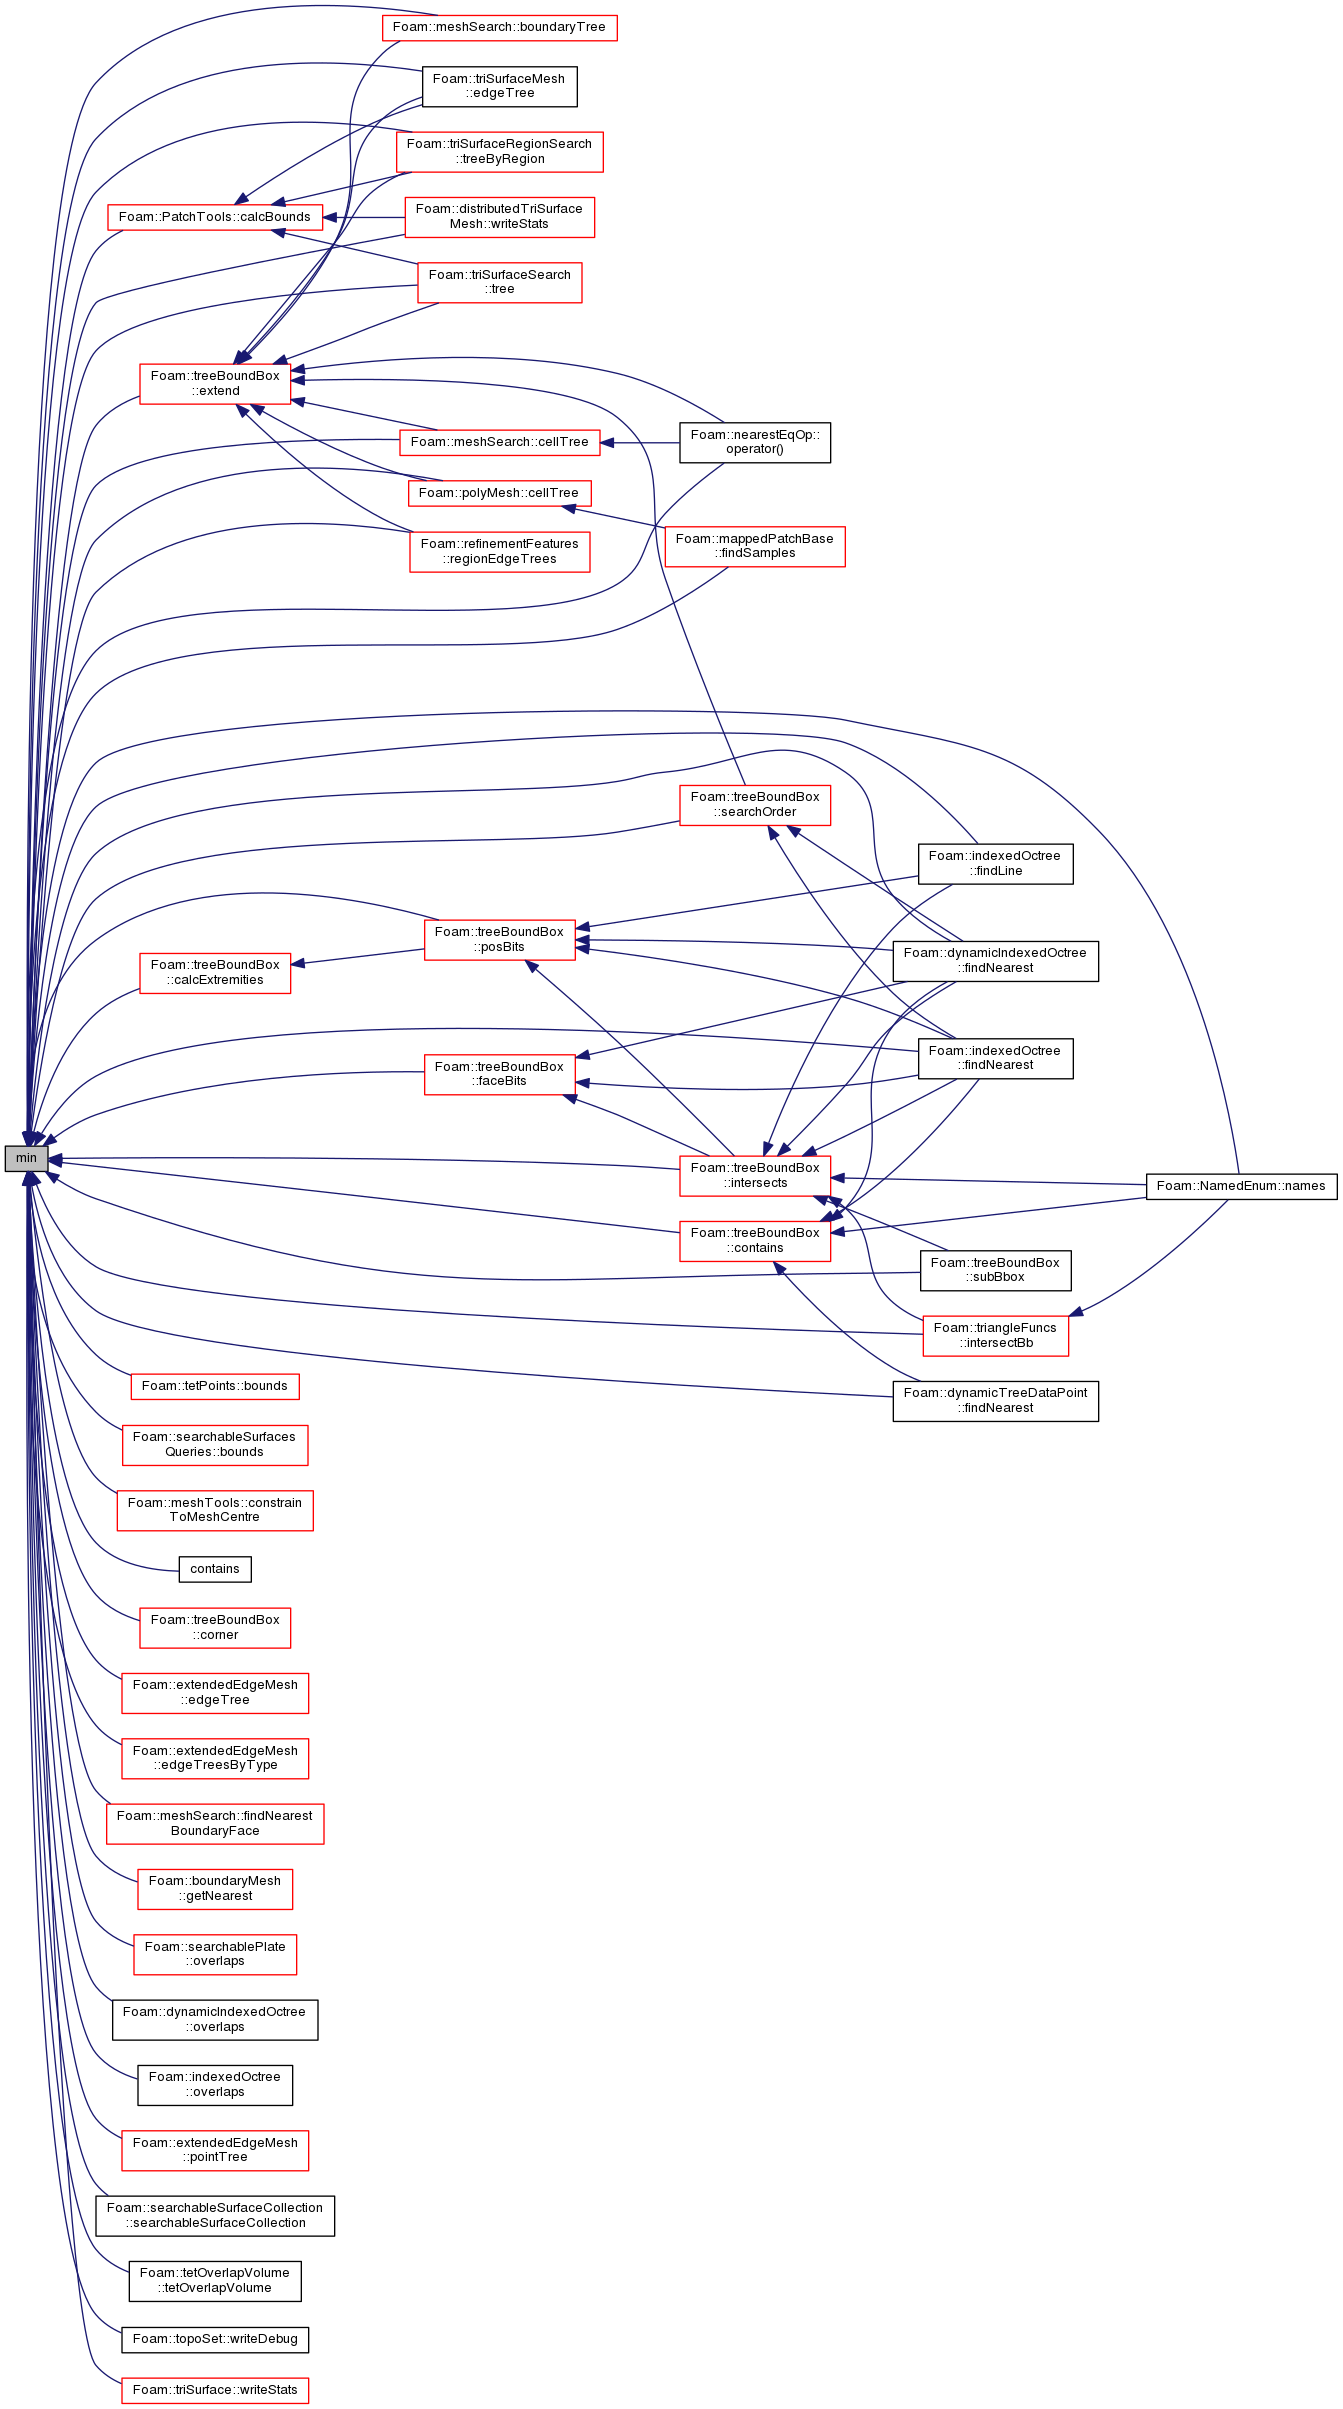 Foam::meshSearch::boundaryTree
Foam::triSurfaceMesh
::edgeTree
Foam::triSurfaceRegionSearch
::treeByRegion
Foam::PatchTools::calcBounds
Foam::distributedTriSurface
Mesh::writeStats
Foam::triSurfaceSearch
::tree
Foam::treeBoundBox
::extend
Foam::nearestEqOp::
operator()
Foam::meshSearch::cellTree
Foam::polyMesh::cellTree
Foam::mappedPatchBase
::findSamples
Foam::refinementFeatures
::regionEdgeTrees
Foam::treeBoundBox
::searchOrder
Foam::indexedOctree
::findLine
Foam::treeBoundBox
::posBits
Foam::dynamicIndexedOctree
::findNearest
Foam::treeBoundBox
::calcExtremities
Foam::indexedOctree
::findNearest
Foam::treeBoundBox
::faceBits
min
Foam::treeBoundBox
::intersects
Foam::NamedEnum::names
Foam::treeBoundBox
::contains
Foam::treeBoundBox
::subBbox
Foam::triangleFuncs
::intersectBb
Foam::tetPoints::bounds
Foam::dynamicTreeDataPoint
::findNearest
Foam::searchableSurfaces
Queries::bounds
Foam::meshTools::constrain
ToMeshCentre
contains
Foam::treeBoundBox
::corner
Foam::extendedEdgeMesh
::edgeTree
Foam::extendedEdgeMesh
::edgeTreesByType
Foam::meshSearch::findNearest
BoundaryFace
Foam::boundaryMesh
::getNearest
Foam::searchablePlate
::overlaps
Foam::dynamicIndexedOctree
::overlaps
Foam::indexedOctree
::overlaps
Foam::extendedEdgeMesh
::pointTree
Foam::searchableSurfaceCollection
::searchableSurfaceCollection
Foam::tetOverlapVolume
::tetOverlapVolume
Foam::topoSet::writeDebug
Foam::triSurface::writeStats